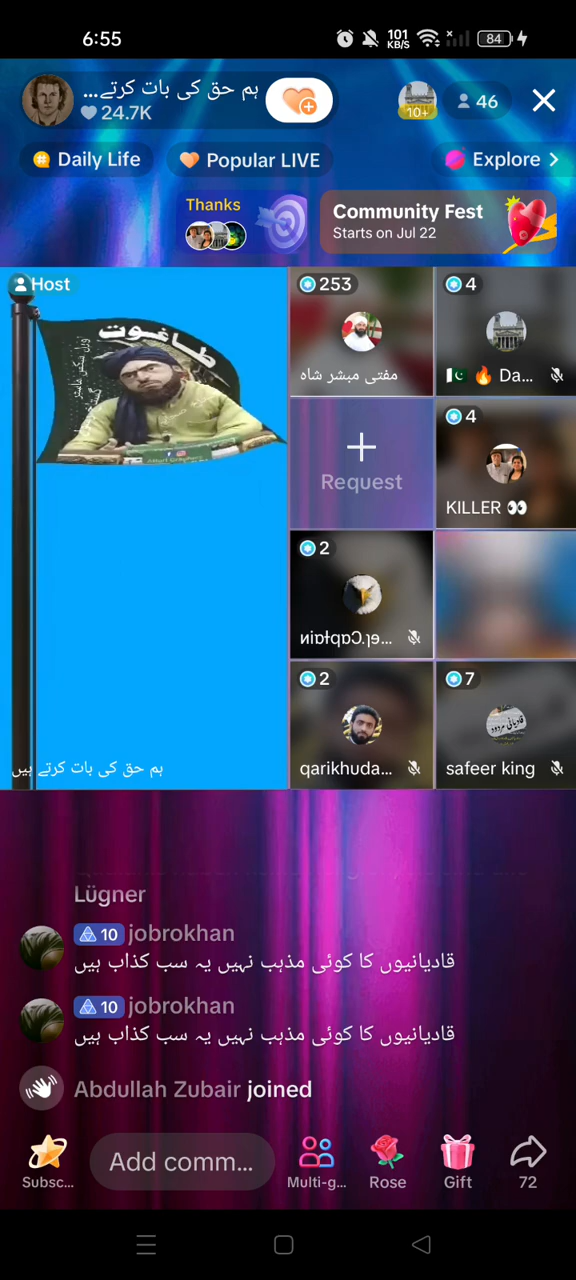 6:55
101
KB/S
84
ہم حق کی بات کرتے...
24.7K
10+
46
Daily Life
Popular LIVE
Explore
Thanks
Community Fest
Starts on Jul 22
Host
طاغوت
253
مفتی مبشر شاہ
4
Da...
Request
4
KILLER
2
2
qarikhuda...
7
قادیانی مردود
safeer king
ہم حق کی بات کرتے ہیں
Lügner
10 jobrokhan
قادیانیوں کا کوئی مذہب نہیں یہ سب کذاب ہیں
10 jobrokhan
قادیانیوں کا کوئی مذہب نہیں یہ سب کذاب ہیں
Abdullah Zubair joined
Subsc...
Add comm...
Multi-g...
Rose
Gift
72